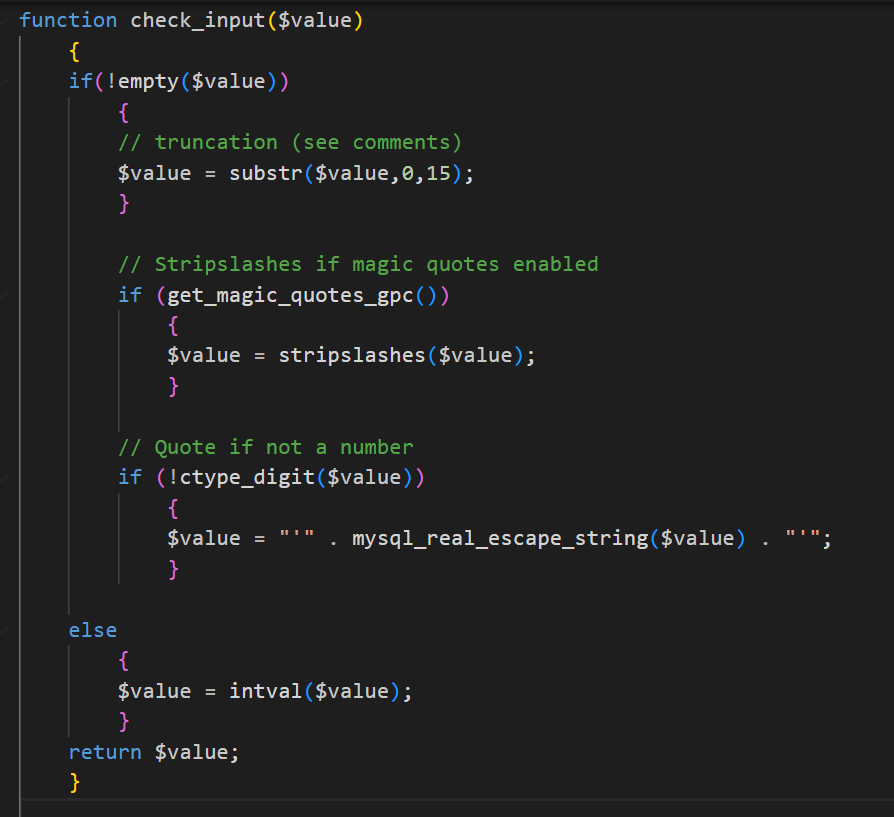 function check_input($value)
{
if(!empty($value))
{
// truncation (see comments)
$value = substr($value,0,15);
}
// Stripslashes if magic quotes enabled
if (get_magic_quotes_gpc())
{
$value = stripslashes($value);
}
// Quote if not a number
if (!ctype_digit($value))
{
$value = "'" . mysql_real_escape_string($value) . "'";
}
else
{
$value = intval($value);
}
return $value;
}